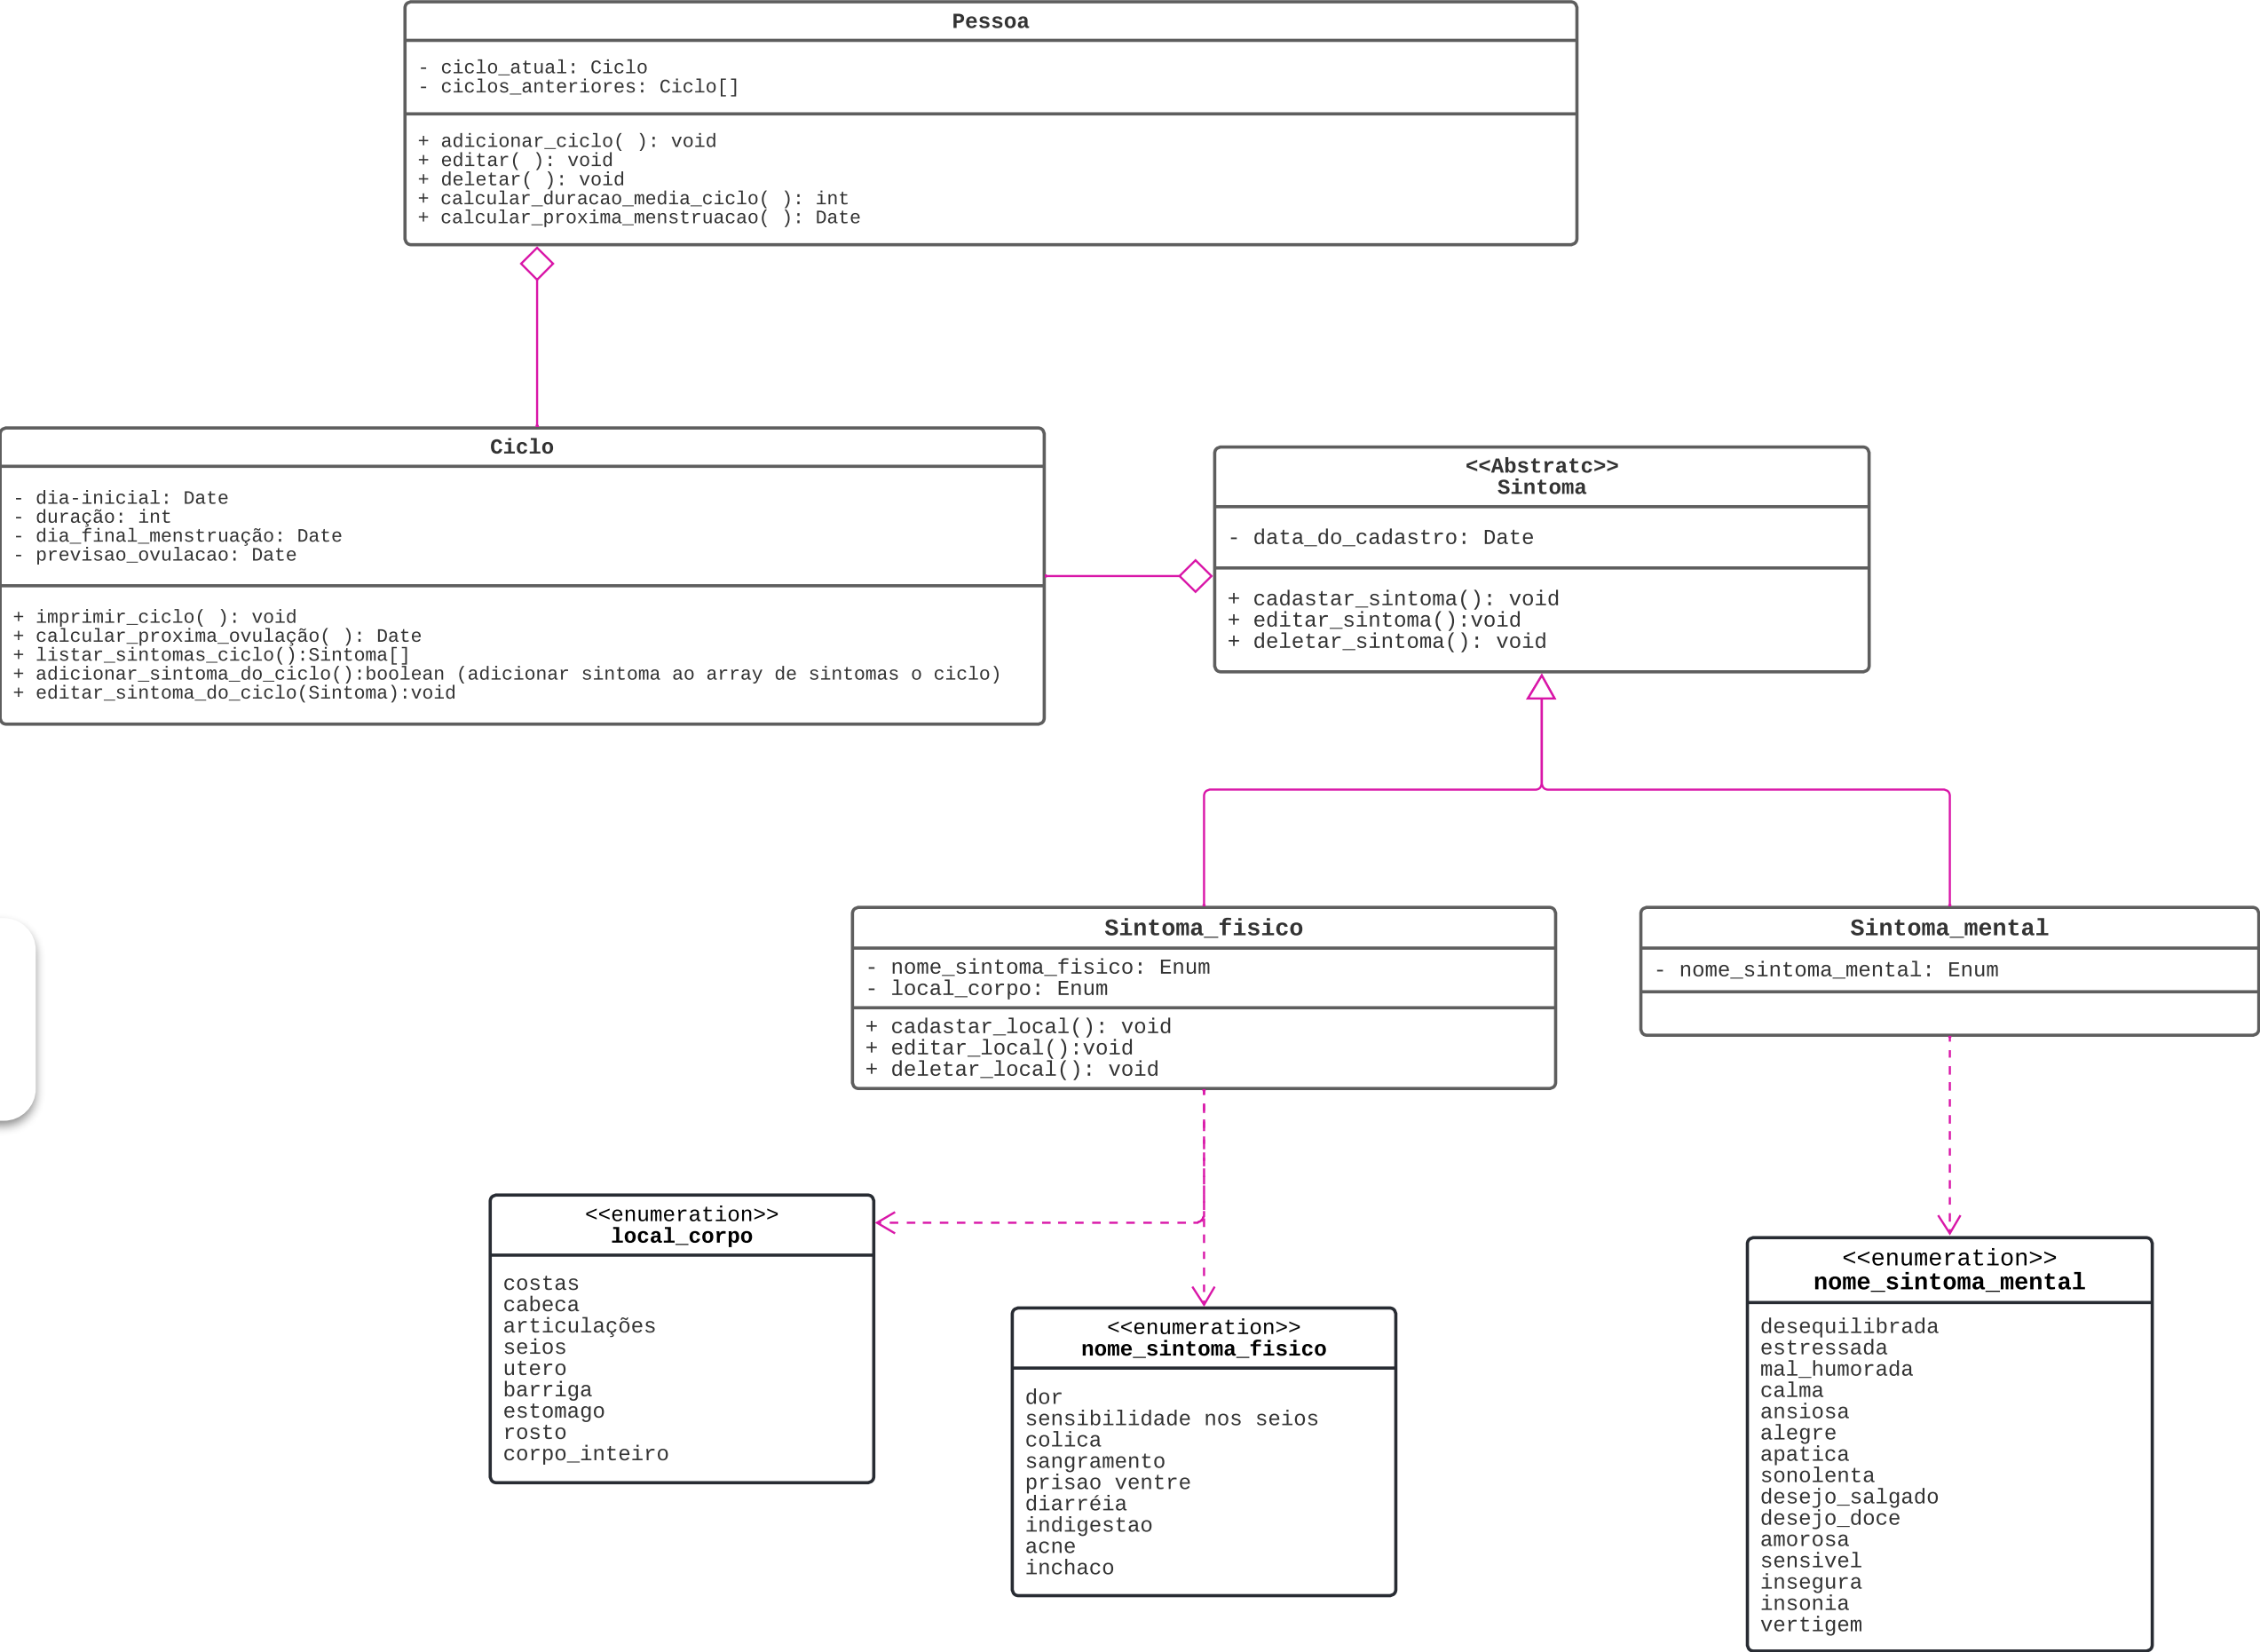 Pessoa
- ciclo_atual: Ciclo
- ciclos_anteriores: Ciclo[]
+ adicionar_ciclo( ): void
+ editar( ): void
+ deletar( ): void
+ calcular_duracao_media_ciclo( ): int
+ calcular_proxima_menstruacao( ): Date
Ciclo
- dia-inicial: Date
- duração: int
- dia_final_menstruação: Date
- previsao_ovulacao: Date
+ imprimir_ciclo( ): void
+ calcular_proxima_ovulação( ): Date
+ listar_sintomas_ciclo():Sintoma[]
+ adicionar_sintoma_do_ciclo():boolean (adicionar sintoma ao array de sintomas o ciclo)
+ editar_sintoma_do_ciclo(Sintoma):void
<<Abstratc>>
Sintoma
- data_do_cadastro: Date
+ cadastar_sintoma(): void
+ editar_sintoma():void
+ deletar_sintoma(): void
Sintoma_fisico
- nome_sintoma_fisico: Enum
- local_corpo: Enum
+ cadastar_local(): void
+ editar_local():void
+ deletar_local(): void
Sintoma_mental
- nome_sintoma_mental: Enum
<<enumeration>>
local_corpo
costas
cabeca
articulações
seios
utero
barriga
estomago
rosto
corpo_inteiro
<<enumeration>>
nome_sintoma_fisico
dor
sensibilidade nos seios
colica
sangramento
prisao ventre
diarréia
indigestao
acne
inchaco
<<enumeration>>
nome_sintoma_mental
desequilibrada
estressada
mal_humorada
calma
ansiosa
alegre
apatica
sonolenta
desejo_salgado
desejo_doce
amorosa
sensivel
insegura
insonia
vertigem